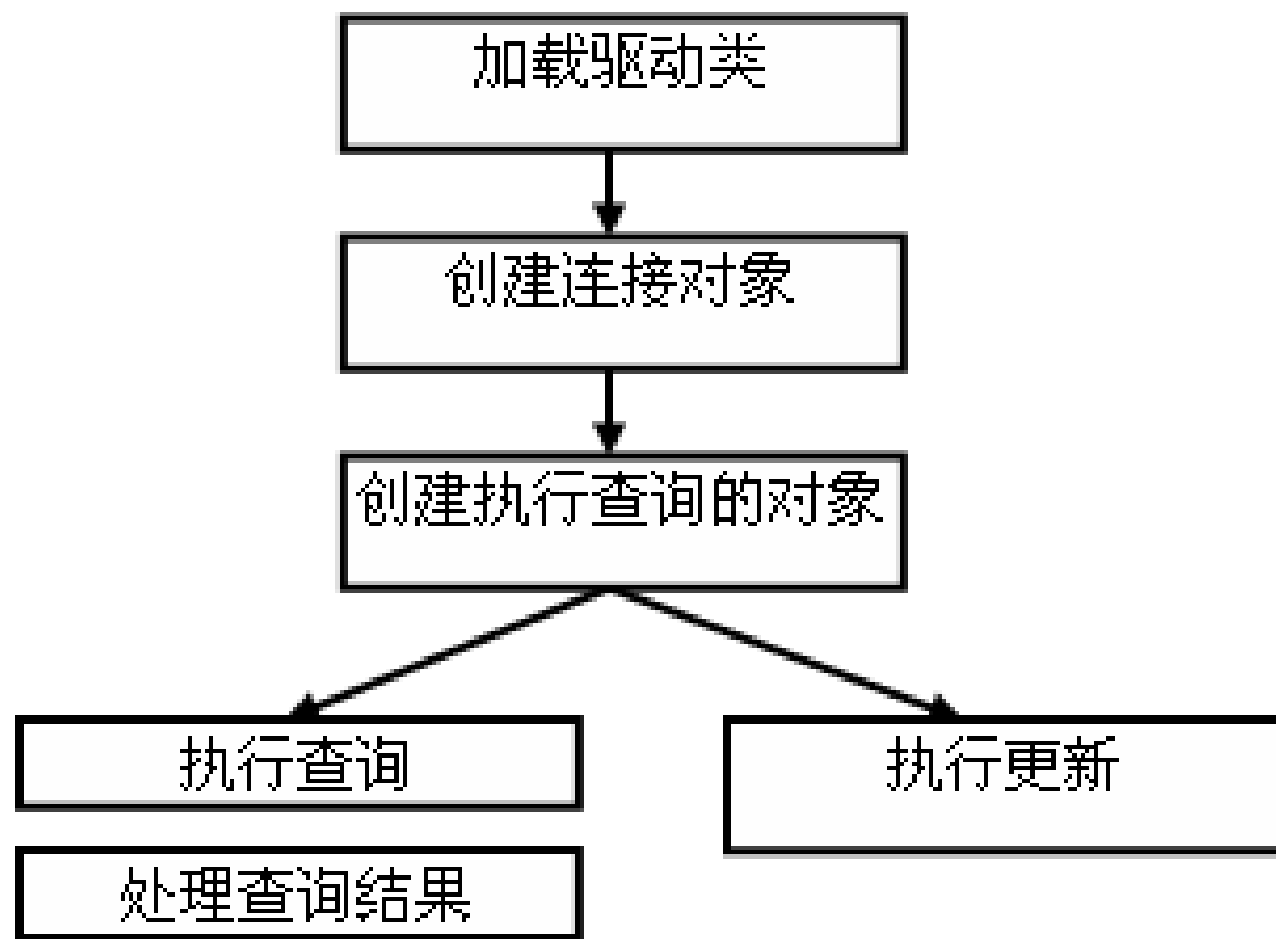 加载驱动类
创建连接对象
创建执行查询的对象
执行查询
执行更新
处理查询结果